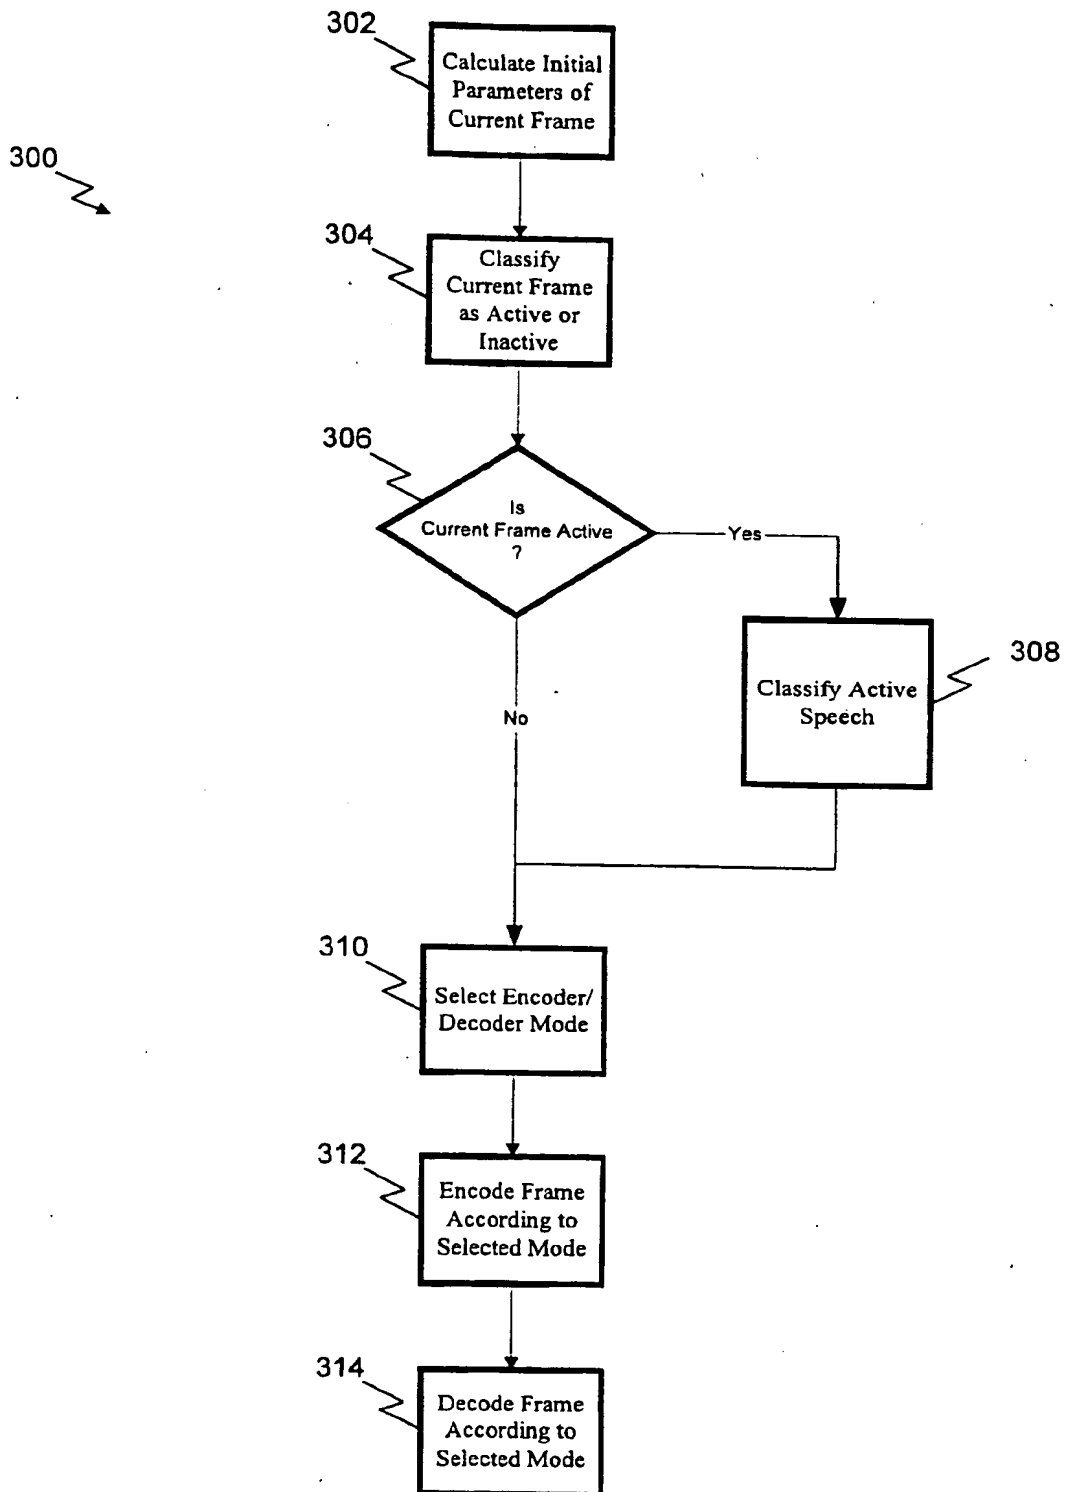 302
Calculate Initial
Parameters of
Current Frame
300
304
Classify
Current Frame
as Active or
Inactive
306
Is
Current Frame Active
?
Yes
308
Classify Active
Speech
No
310
Select Encoder/
Decoder Mode
312
Encode Frame
According to
Selected Mode
314
Decode Frame
According to
Selected Mode